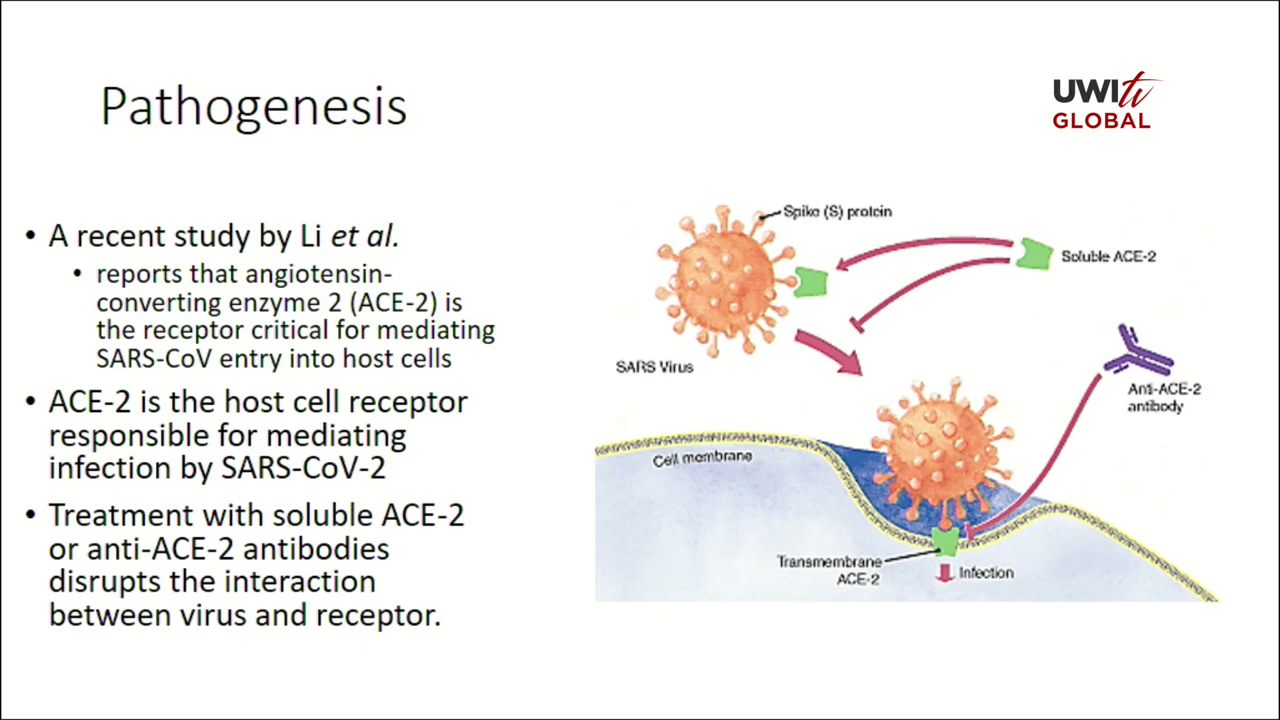 Pathogenesis
UWI tv
GLOBAL
• A recent study by Li et al.
• reports that angiotensin-
converting enzyme 2 (ACE-2) is
the receptor critical for mediating
SARS-CoV entry into host cells
• ACE-2 is the host cell receptor
responsible for mediating
infection by SARS-CoV-2
• Treatment with soluble ACE-2
or anti-ACE-2 antibodies
disrupts the interaction
between virus and receptor.
Spike (S) protein
Soluble ACE-2
SARS Virus
Anti-ACE-2
antibody
Cell membrane
Transmembrane
ACE-2
Infection